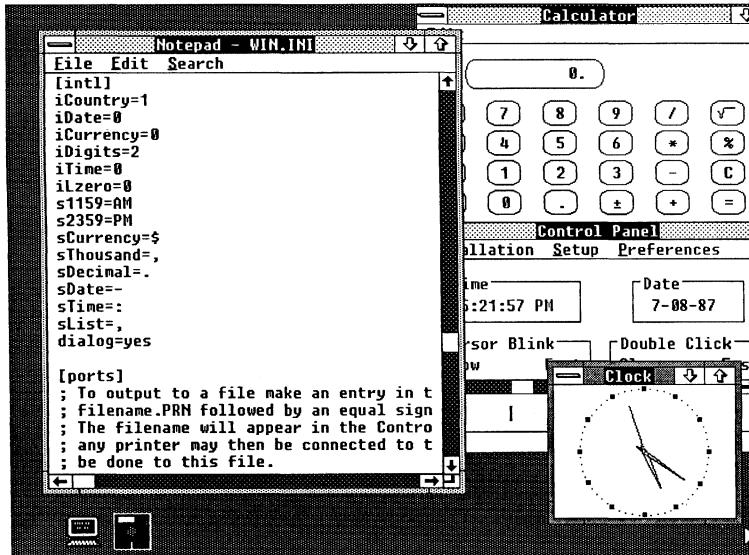 Calculator
Notepad - WIN.INI
File Edit Search
[intl]
iCountry=1
iDate=0
iCurrency=0
iDigits=2
iTime=0
iLzero=0
s1159=AM
s2359=PM
sCurrency=$
sThousand=,
sDecimal=.
sDate=-
sTime=:
sList=,
dialog=yes
[ports]
; To output to a file make an entry in t
; filename.PRN followed by an equal sign
; The filename will appear in the Contro
; any printer may then be connected to t
; be done to this file.
0.
7 8 9 / √
4 5 6 * %
1 2 3 - C
0 . ± + =
Control Panel
allation Setup Preferences
ime Date
:21:57 PM 7-08-87
rsor Blink Double Click
Clock